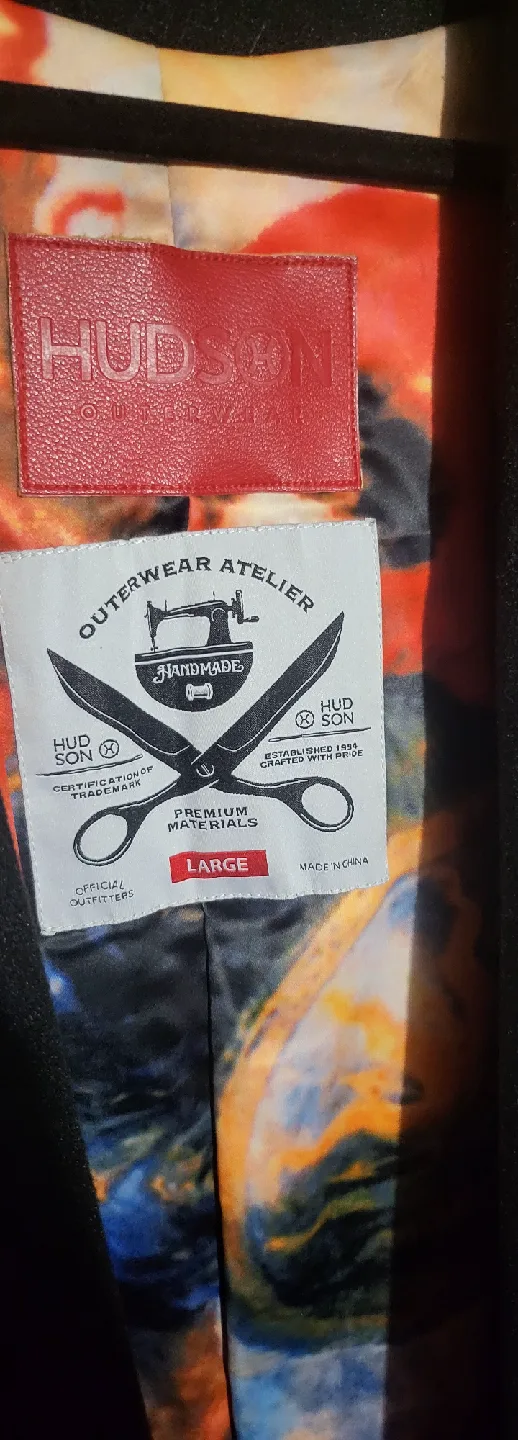 HUDSON
OUTERWEAR
OUTERWEAR ATELIER
HANDMADE
HUD
SON
CERTIFICATION OF
TRADEMARK
HUD
SON
ESTABLISHED 1994
CRAFTED WITH PRIDE
PREMIUM
MATERIALS
LARGE
OFFICIAL
OUTFITTERS
MADE IN CHINA